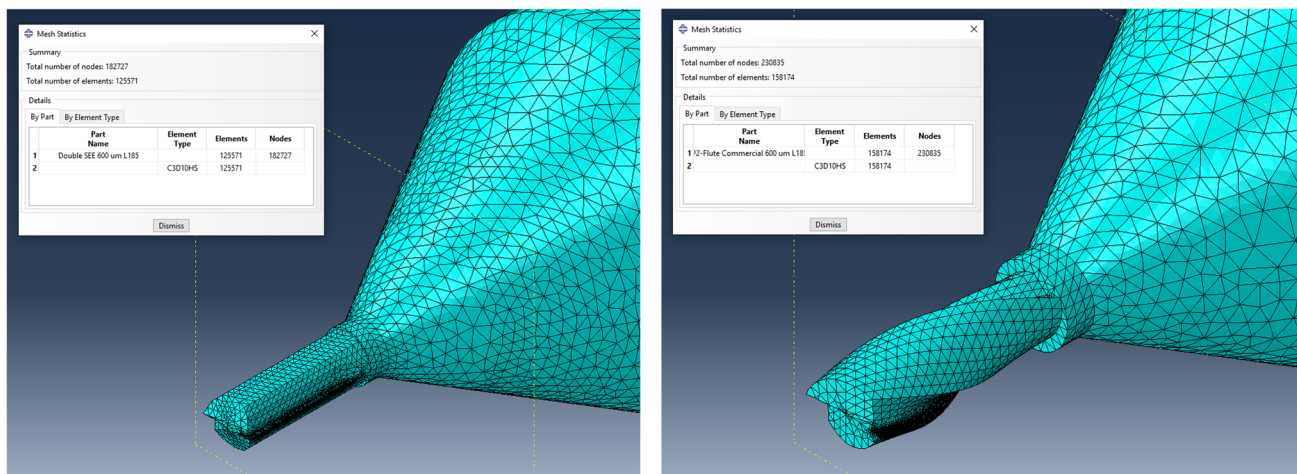 Mesh Statistics
Summary
Total number of nodes: 182727
Total number of elements: 125571
Details
By Part By Element Type
Part Name Element Type Elements Nodes
1 Double SEE 600 um L185 125571 182727
2 C3D10HS 125571
Dismiss
Mesh Statistics
Summary
Total number of nodes: 230835
Total number of elements: 158174
Details
By Part By Element Type
Part Name Element Type Elements Nodes
1 2-Flute Commercial 600 um L18 158174 230835
2 C3D10HS 158174
Dismiss